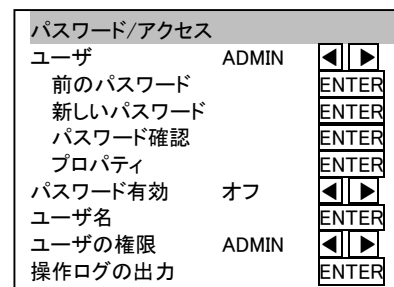 パスワード/アクセス
ユーザ ADMIN ◀ ▶
前のパスワード ENTER
新しいパスワード ENTER
パスワード確認 ENTER
プロパティ ENTER
パスワード有効 オフ ◀ ▶
ユーザ名 ENTER
ユーザの権限 ADMIN ◀ ▶
操作ログの出力 ENTER